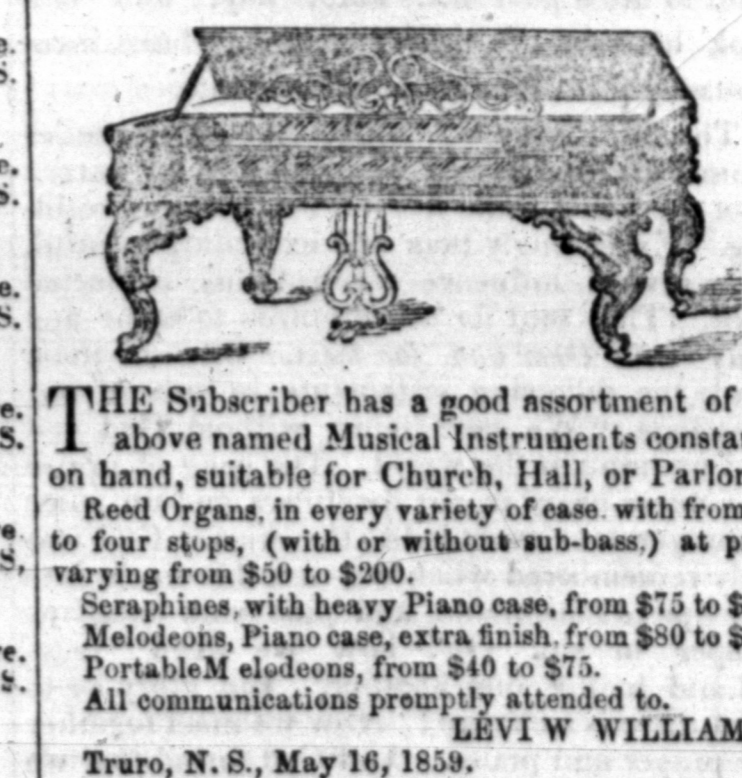 THE Subscriber has a good assortment of
above named Musical Instruments consta
on hand, suitable for Church, Hall, or Parlor
Reed Organs. in every variety of case. with from
to four stops, (with or without sub-bass,) at p
varying from $50 to $200.
Seraphines, with heavy Piano case, from $75 to $
Melodeons, Piano case, extra finish. from $80 to $
PortableM elodeons, from $40 to $75.
All communications promptly attended to.
LEVI W WILLIAM
Truro, N. S., May 16, 1859.